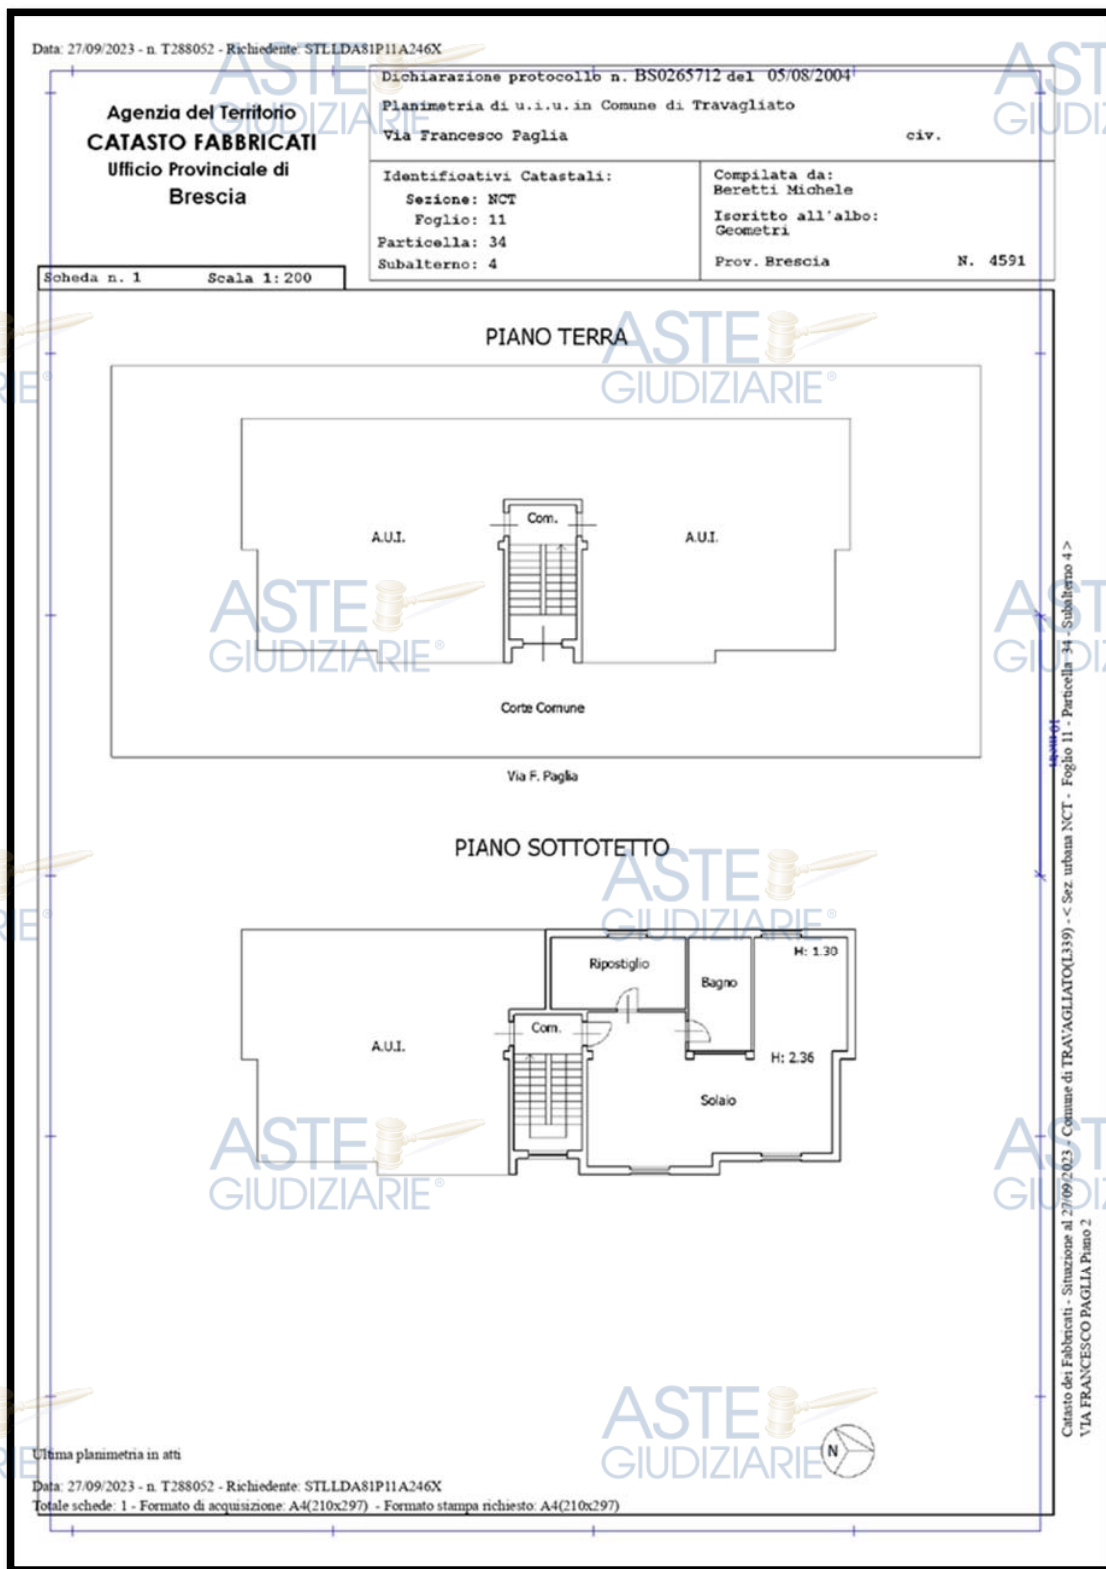 Data: 27/09/2023 - n. T288052 - Richiedente: STLLDA81P11A246X
Agenzia del Territorio
CATASTO FABBRICATI
Ufficio Provinciale di
Brescia
Dichiarazione protocollo n. BS0265712 del 05/08/2004
Planimetria di u.i.u. in Comune di Travagliato
Via Francesco Paglia civ.
Identificativi Catastali:
Sezione: NCT
Foglio: 11
Particella: 34
Subalterno: 4
Compilata da:
Beretti Michele
Iscritto all'albo:
Geometri
Prov. Brescia N. 4591
Scheda n. 1 Scala 1:200
PIANO TERRA
Com.
A.U.I. A.U.I.
Corte Comune
Via F. Paglia
PIANO SOTTOTETTO
H: 1.30
Ripostiglio
Bagno
Com.
A.U.I.
H: 2.36
Solaio
N
Ultima planimetria in atti
Data: 27/09/2023 - n. T288052 - Richiedente: STLLDA81P11A246X
Totale schede: 1 - Formato di acquisizione: A4(210x297) - Formato stampa richiesto: A4(210x297)
10 metri
Catasto dei Fabbricati - Situazione al 27/09/2023 - Comune di TRAVAGLIATO(L339) - < Sez. urbana NCT - Foglio 11 - Particella 34 - Subalterno 4 >
VIA FRANCESCO PAGLIA Piano 2
ASTE
GIUDIZIARIE®